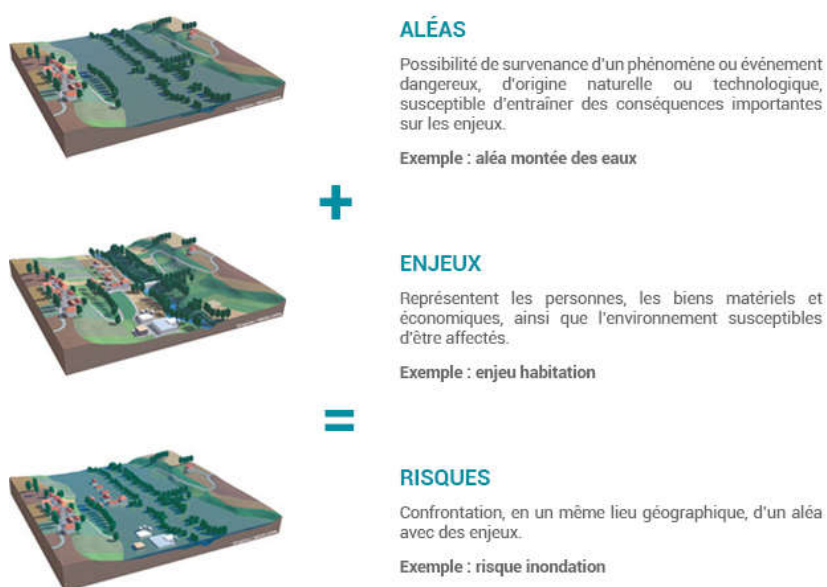 ALÉAS
Possibilité de survenance d'un phénomène ou événement
dangereux, d'origine naturelle ou technologique,
susceptible d'entraîner des conséquences importantes
sur les enjeux.
Exemple : aléa montée des eaux
+
ENJEUX
Représentent les personnes, les biens matériels et
économiques, ainsi que l'environnement susceptibles
d'être affectés.
Exemple : enjeu habitation
=
RISQUES
Confrontation, en un même lieu géographique, d'un aléa
avec des enjeux.
Exemple : risque inondation